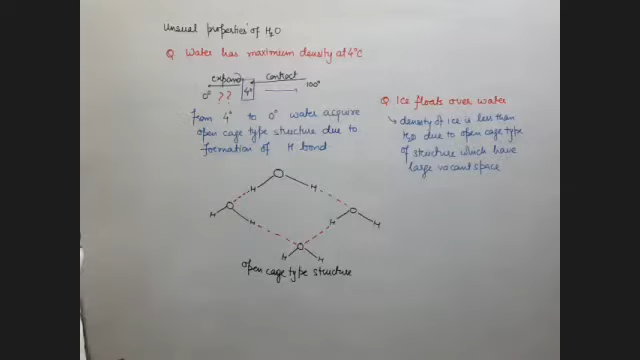 Unsual properties of H2O
Q Water has maximum density at 4°C
expand contract
0° ?? 4° 100°
from 4° to 0° water acquire
open cage type structure due to
formation of H bond
Q Ice floats over water
↳ density of ice is less than
H2O due to open cage type
of structure which have
large vacant space
O
H H
H O O
H H H
O
H H
open cage type structure